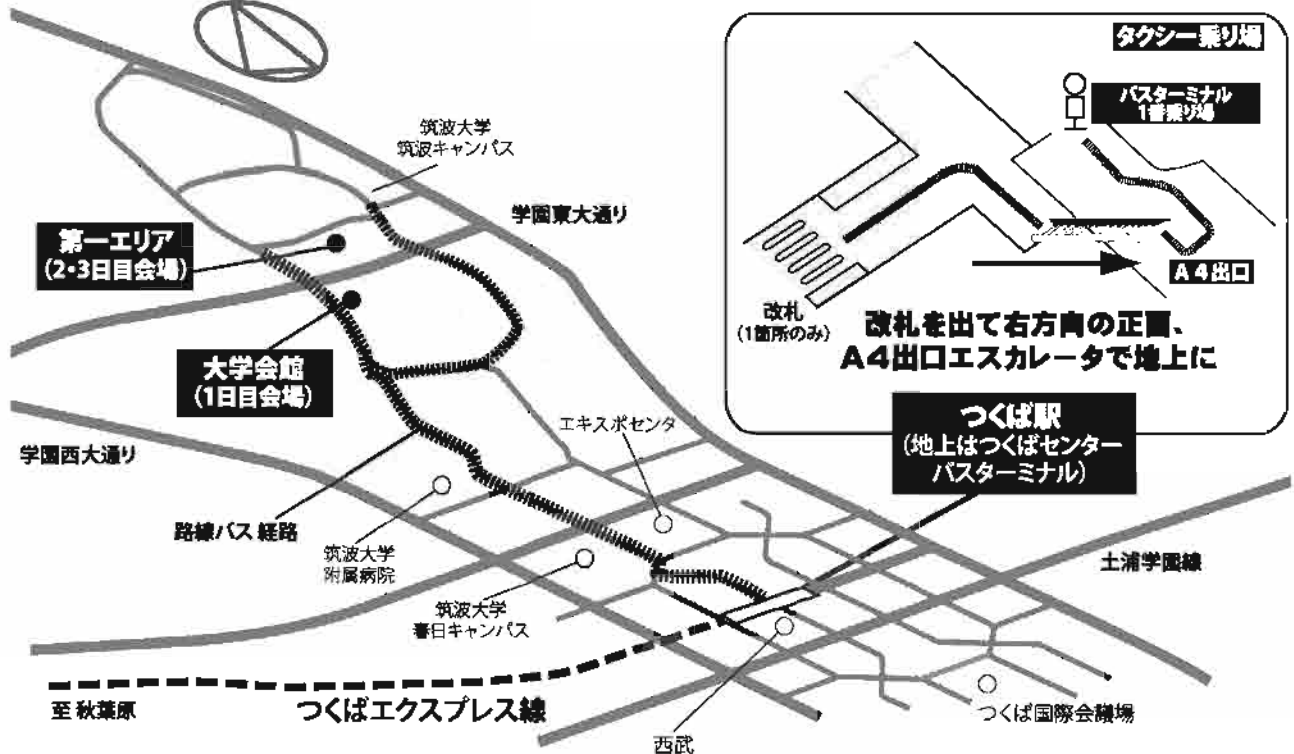 タクシー乗り場
バスターミナル
1番乗り場
A4出口
改札
(1箇所のみ)
改札を出て右方向の正面、
A4出口エスカレータで地上に
筑波大学
筑波キャンパス
学園東大通り
第一エリア
(2・3日目会場)
大学会館
(1日目会場)
つくば駅
(地上はつくばセンター
バスターミナル)
エキスポセンタ
学園西大通り
路線バス経路
筑波大学
附属病院
筑波大学
春日キャンパス
土浦学園線
至 秋葉原
つくばエクスプレス線
西武
つくば国際会議場